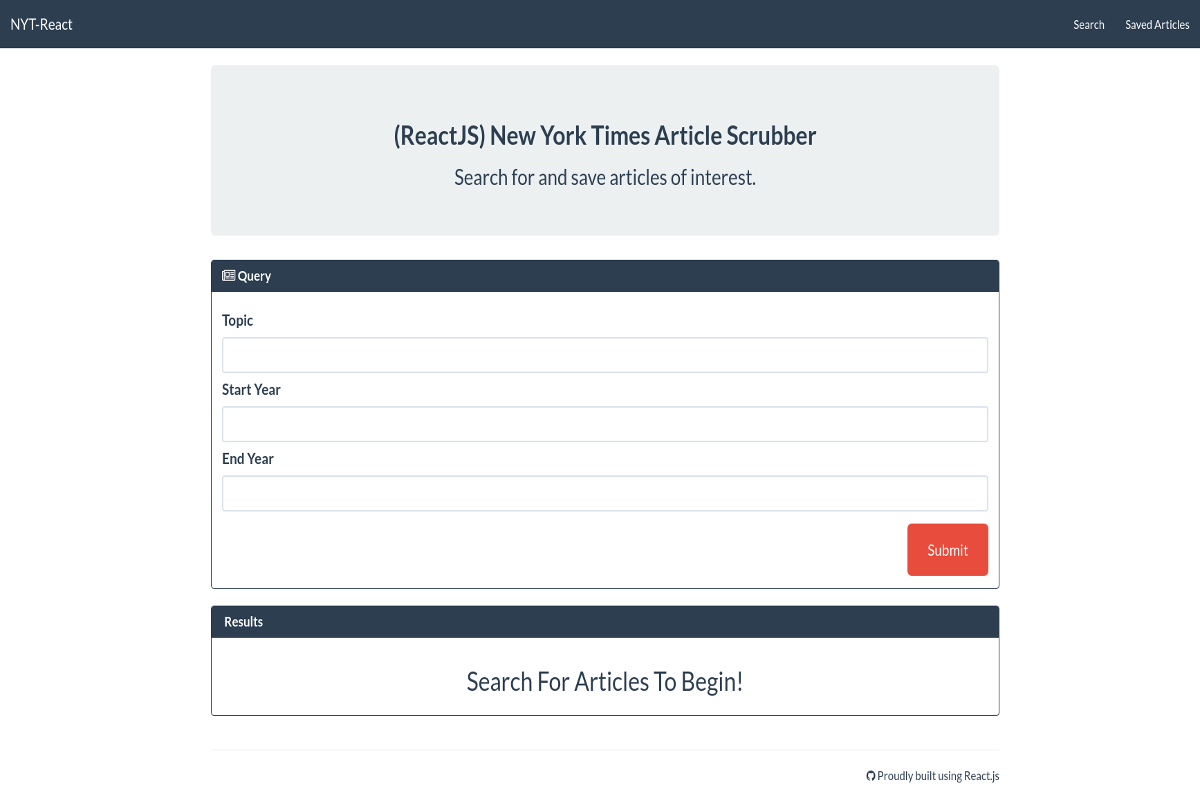 NYT-React
Search
Saved Articles
(ReactJS) New York Times Article Scrubber
Search for and save articles of interest.
Query
Topic
Start Year
End Year
Submit
Results
Search For Articles To Begin!
Proudly built using React.js